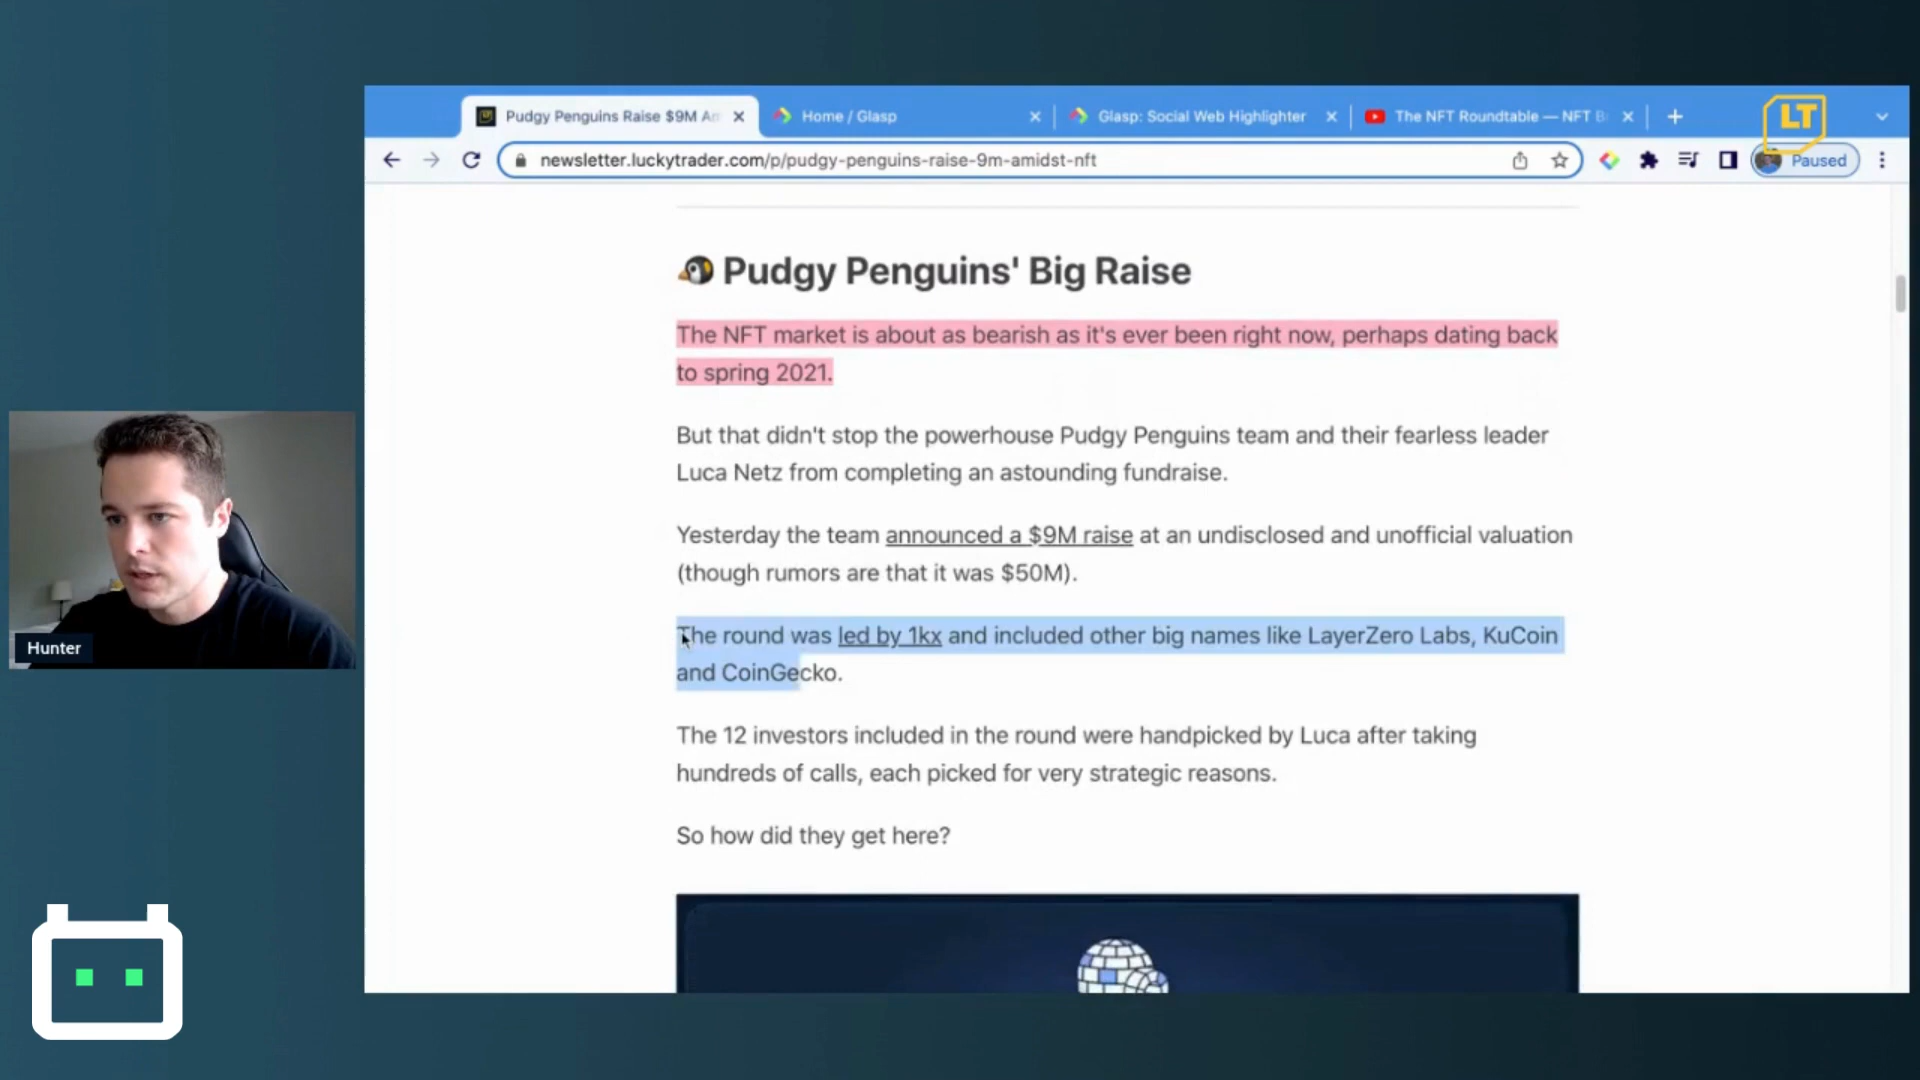 Pudgy Penguins Raise $9M Am
Home / Glasp
Glasp: Social Web Highlighter
The NFT Roundtable — NFT B
LT
newsletter.luckytrader.com/p/pudgy-penguins-raise-9m-amidst-nft
Paused
Pudgy Penguins' Big Raise
The NFT market is about as bearish as it's ever been right now, perhaps dating back
to spring 2021.
But that didn't stop the powerhouse Pudgy Penguins team and their fearless leader
Luca Netz from completing an astounding fundraise.
Yesterday the team announced a $9M raise at an undisclosed and unofficial valuation
(though rumors are that it was $50M).
The round was led by 1kx and included other big names like LayerZero Labs, KuCoin
and CoinGecko.
The 12 investors included in the round were handpicked by Luca after taking
hundreds of calls, each picked for very strategic reasons.
So how did they get here?
Hunter